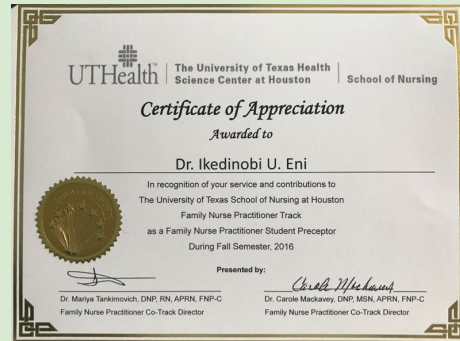 UTHealth
The University of Texas Health
Science Center at Houston
School of Nursing
Certificate of Appreciation
Awarded to
Dr. Ikedinobi U. Eni
In recognition of your service and contributions to
The University of Texas School of Nursing at Houston
Family Nurse Practitioner Track
as a Family Nurse Practitioner Student Preceptor
During Fall Semester, 2016
Presented by:
Carole Mackavey
Dr. Mariya Tankimovich, DNP, RN, APRN, FNP-C
Family Nurse Practitioner Co-Track Director
Dr. Carole Mackavey, DNP, MSN, APRN, FNP-C
Family Nurse Practitioner Co-Track Director